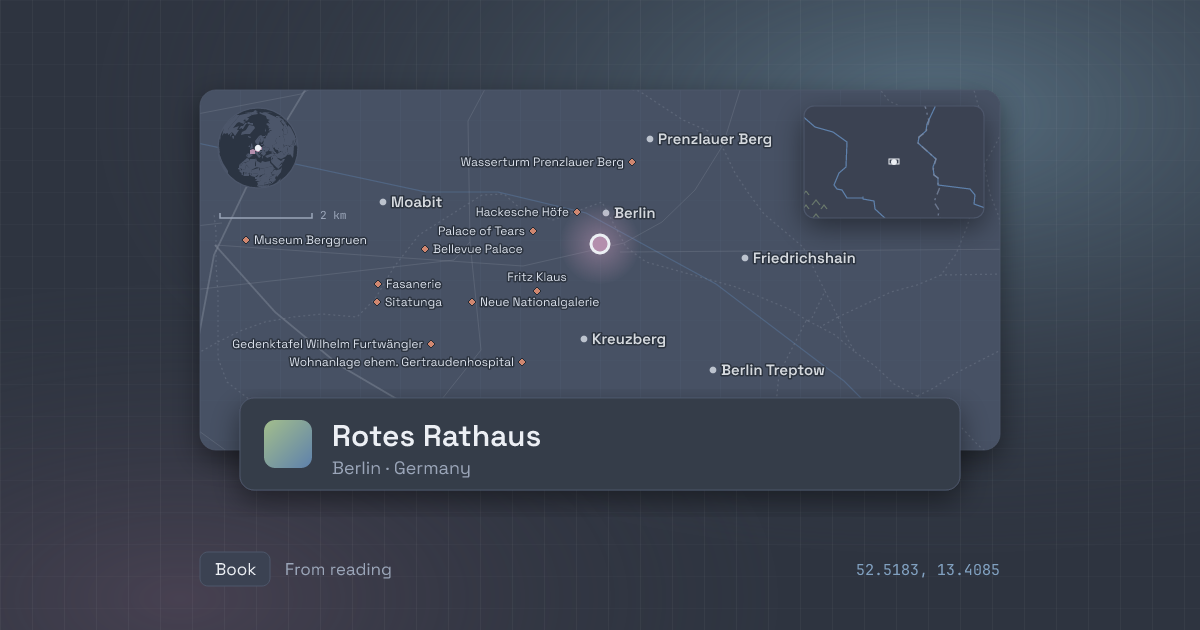 Prenzlauer Berg
Wasserturm Prenzlauer Berg
Moabit
Hackesche Höfe
Berlin
2 km
Palace of Tears
Museum Berggruen
Bellevue Palace
Friedrichshain
Fritz Klaus
Fasanerie
Sitatunga
Neue Nationalgalerie
Kreuzberg
Gedenktafel Wilhelm Furtwängler
Wohnanlage ehem. Gertraudenhospital
Berlin Treptow
Rotes Rathaus
Berlin · Germany
Book
From reading
52.5183, 13.4085